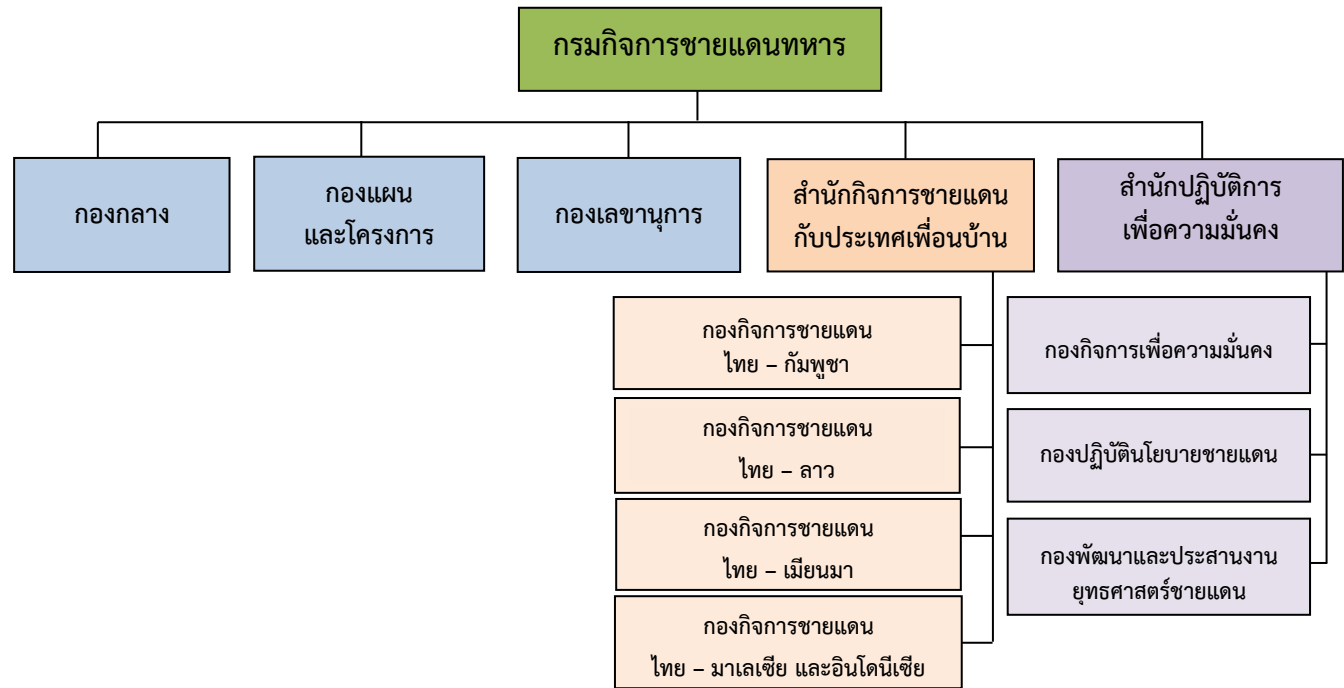 กรมกิจการชายแดนทหาร
กองกลาง
กองแผน
และโครงการ
กองเลขานุการ
สำนักกิจการชายแดน
กับประเทศเพื่อนบ้าน
สำนักปฏิบัติการ
เพื่อความมั่นคง
กองกิจการชายแดน
ไทย – กัมพูชา
กองกิจการชายแดน
ไทย – ลาว
กองกิจการชายแดน
ไทย – เมียนมา
กองกิจการชายแดน
ไทย – มาเลเซีย และอินโดนีเซีย
กองกิจการเพื่อความมั่นคง
กองปฏิบัตินโยบายชายแดน
กองพัฒนาและประสานงาน
ยุทธศาสตร์ชายแดน